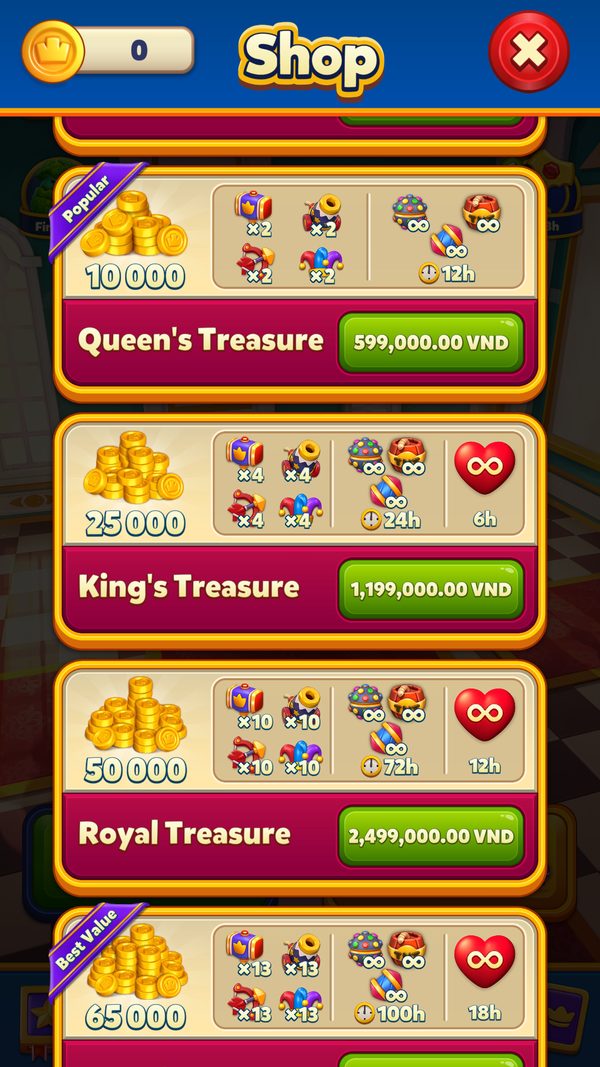 0
Shop
Popular
10 000
×2
×2
×2
×2
∞
∞
∞
12h
Queen's Treasure
599,000.00 VND
25 000
×4
×4
×4
×4
∞
∞
∞
24h
∞
6h
King's Treasure
1,199,000.00 VND
50 000
×10
×10
×10
×10
∞
∞
∞
72h
∞
12h
Royal Treasure
2,499,000.00 VND
Best Value
65 000
×13
×13
×13
×13
∞
∞
∞
100h
∞
18h